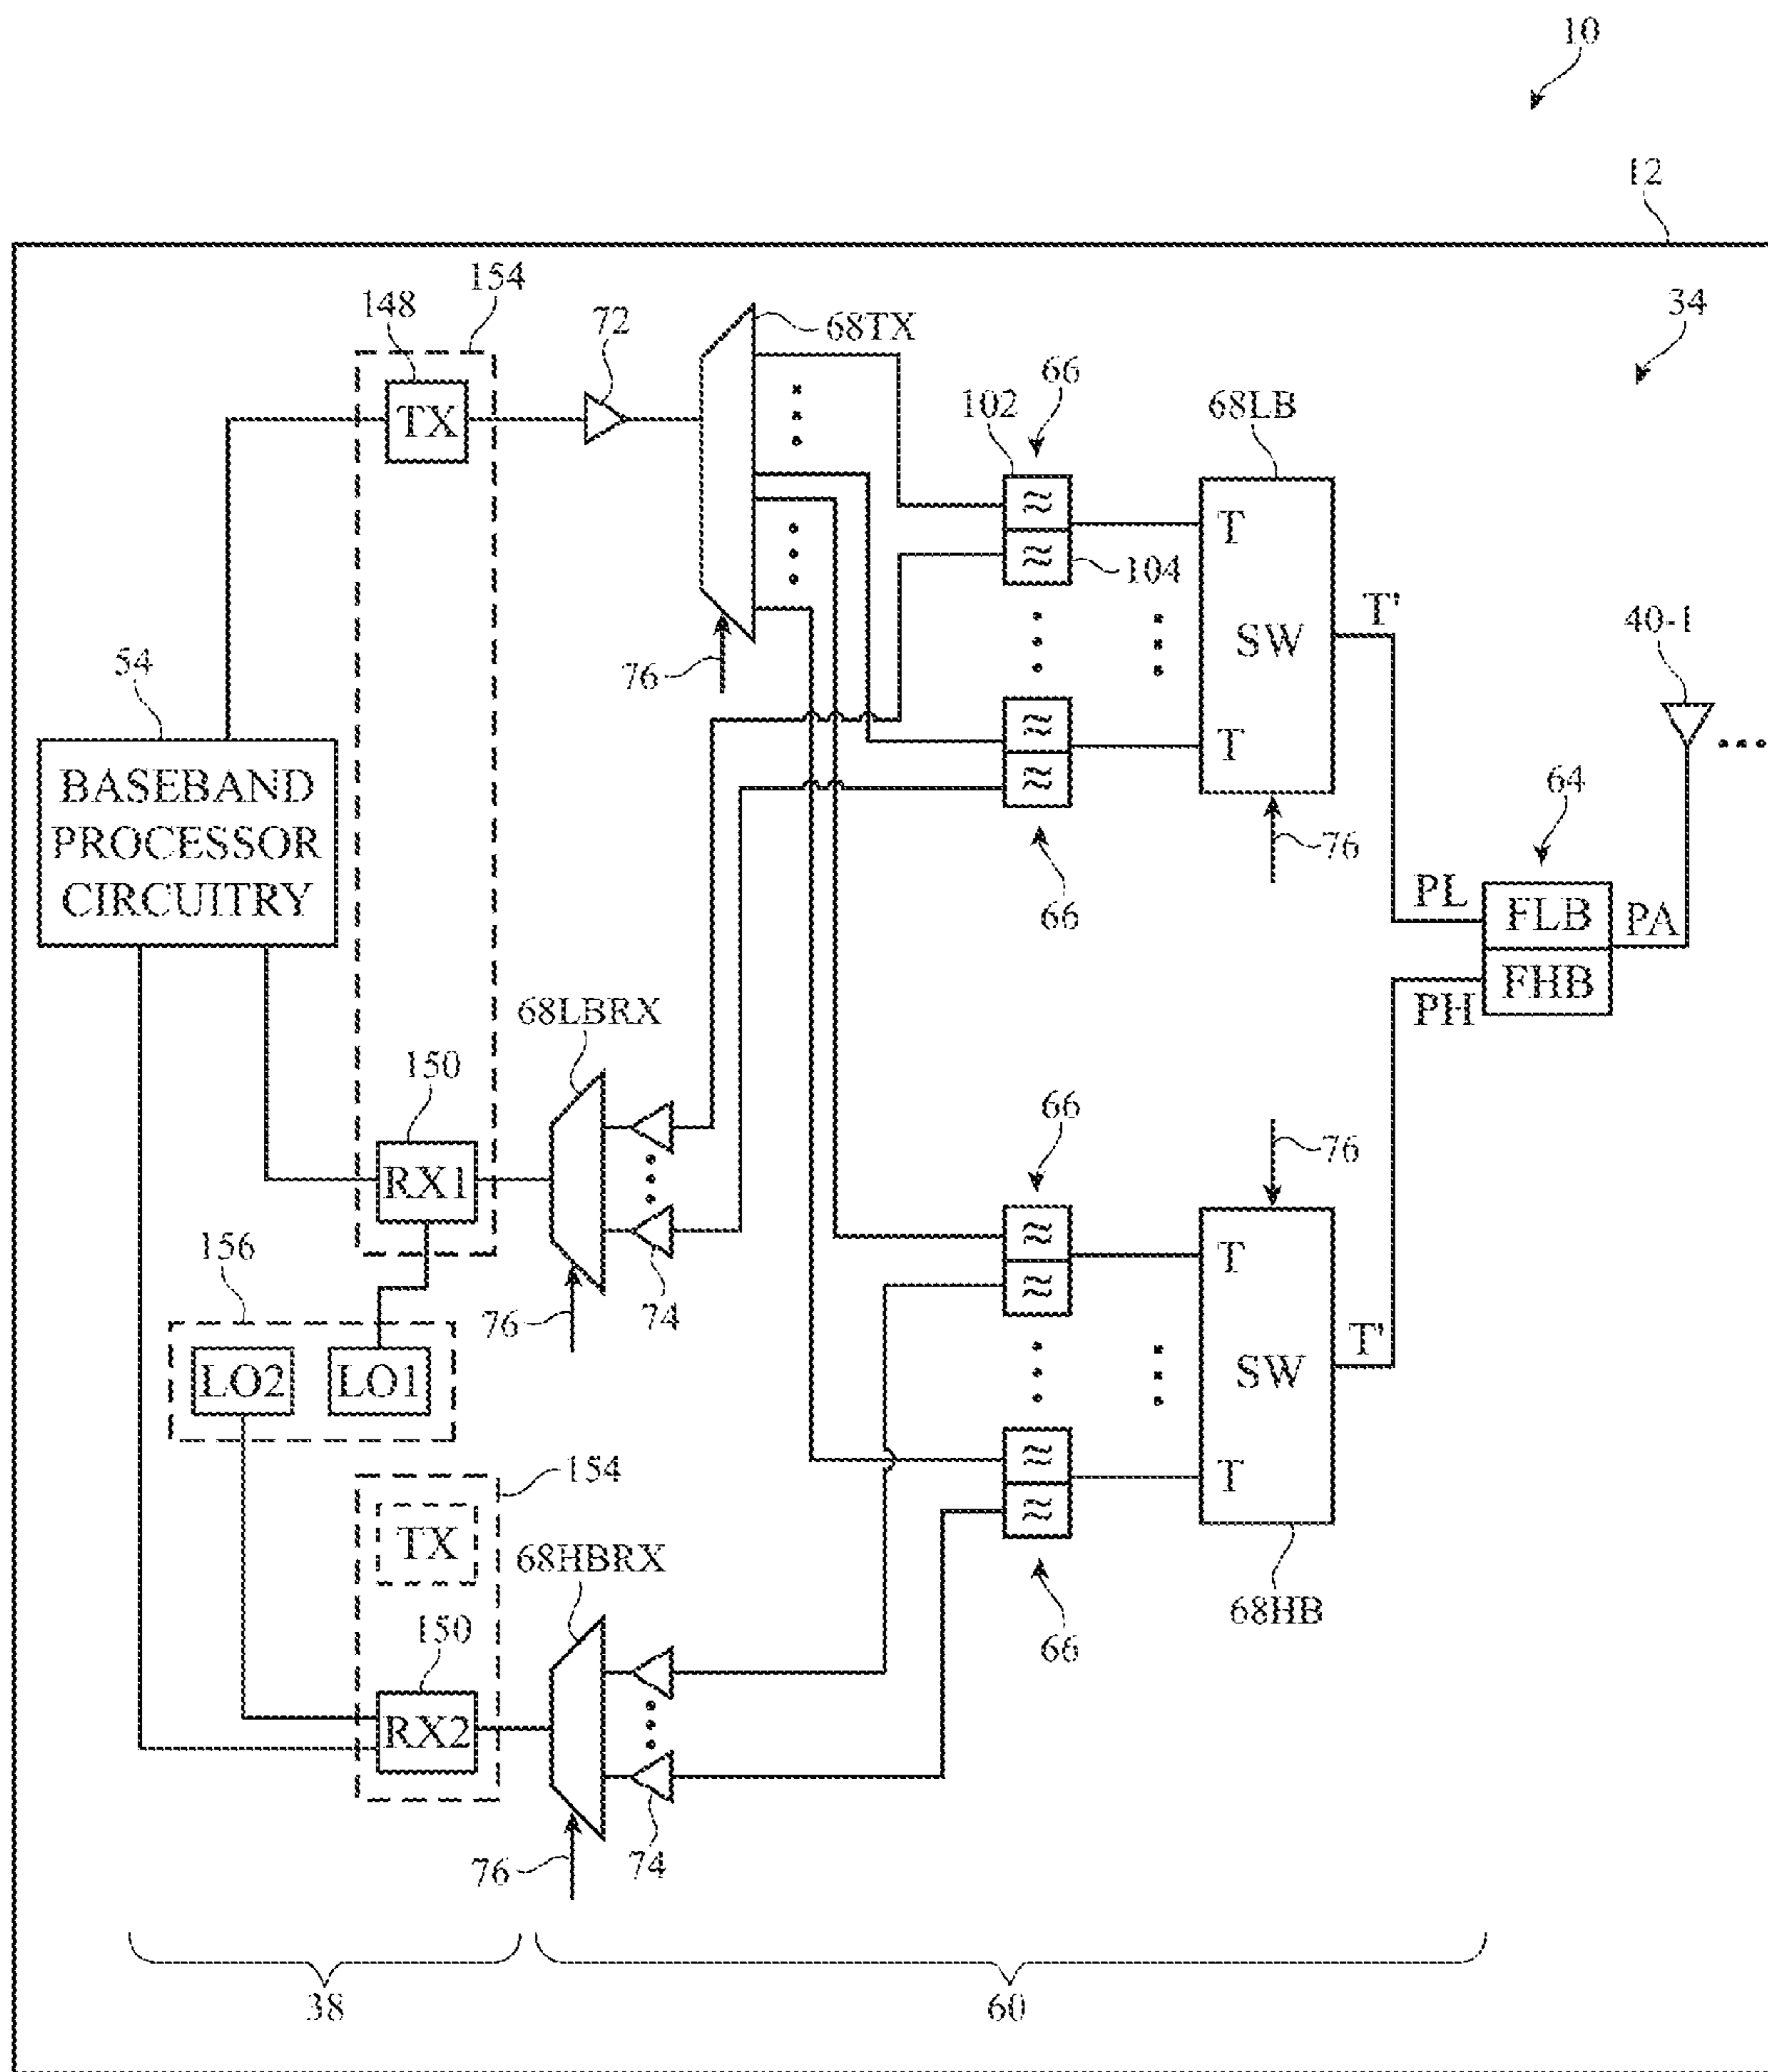 10
12
34
154
148
TX
72
68TX
66
102
104
68LB
T
SW
T
T'
76
76
66
40-1
54
BASEBAND
PROCESSOR
CIRCUITRY
64
PL
FLB
PA
FHB
PH
68LBRX
150
RX1
74
76
156
LO2
LO1
66
76
T
SW
T
T'
68HB
66
154
TX
68HBRX
150
RX2
74
76
38
60